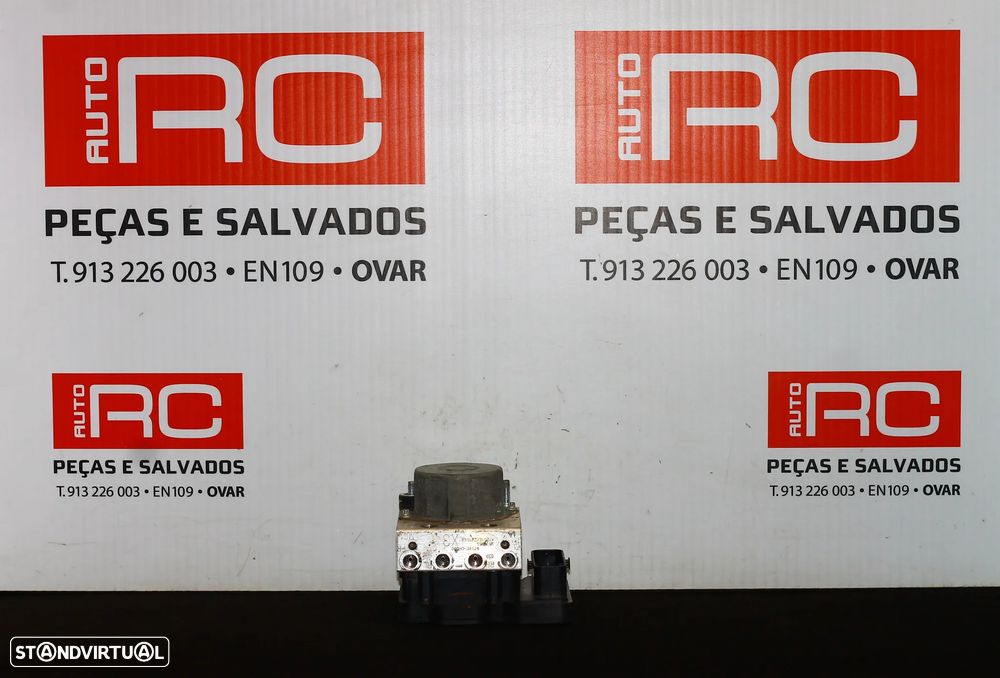 AUTO RC
PEÇAS E SALVADOS
T. 913 226 003 • EN109 • OVAR
AUTO RC
PEÇAS E SALVADOS
T. 913 226 003 • EN109 • OVAR
AUTO RC
PEÇAS E SALVADOS
T. 913 226 003 • EN109 • OVAR
AUTO RC
PEÇAS E SALVADOS
T. 913 226 003 • EN109 • OVAR
STANDVIRTUAL